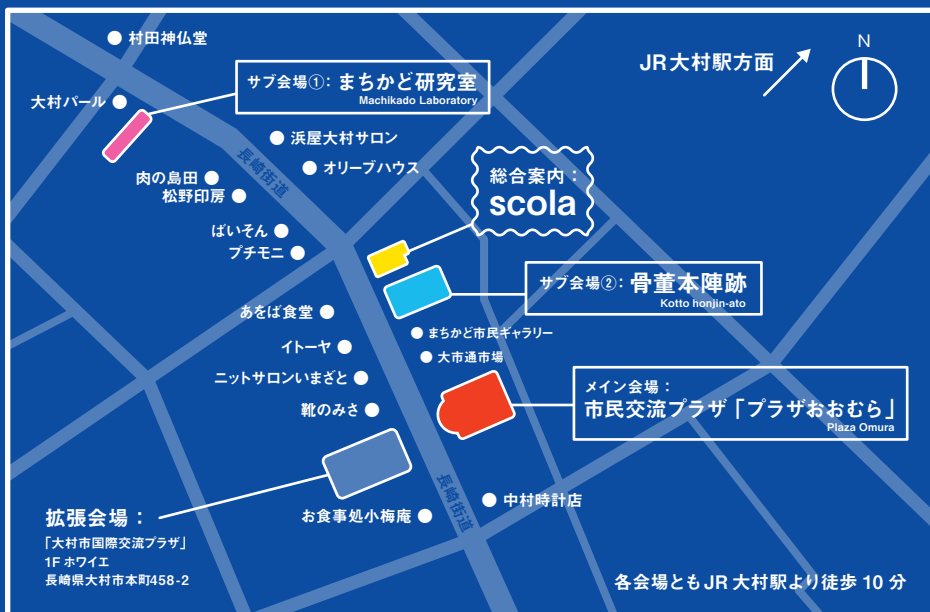 村田神仏堂
N
JR大村駅方面
サブ会場①: まちかど研究室
Machikado Laboratory
大村パール
浜屋大村サロン
オリーブハウス
長崎街道
肉の島田
松野印房
総合案内:
scola
ばいそん
プチモニ
サブ会場②: 骨董本陣跡
Kotto honjin-ato
あをば食堂
まちかど市民ギャラリー
イトーヤ
大市通市場
ニットサロンいまざと
メイン会場:
市民交流プラザ「プラザおおむら」
Plaza Omura
靴のみさ
長崎街道
中村時計店
お食事処小梅庵
拡張会場:
「大村市国際交流プラザ」
1F ホワイエ
長崎県大村市本町458-2
各会場ともJR大村駅より徒歩 10 分